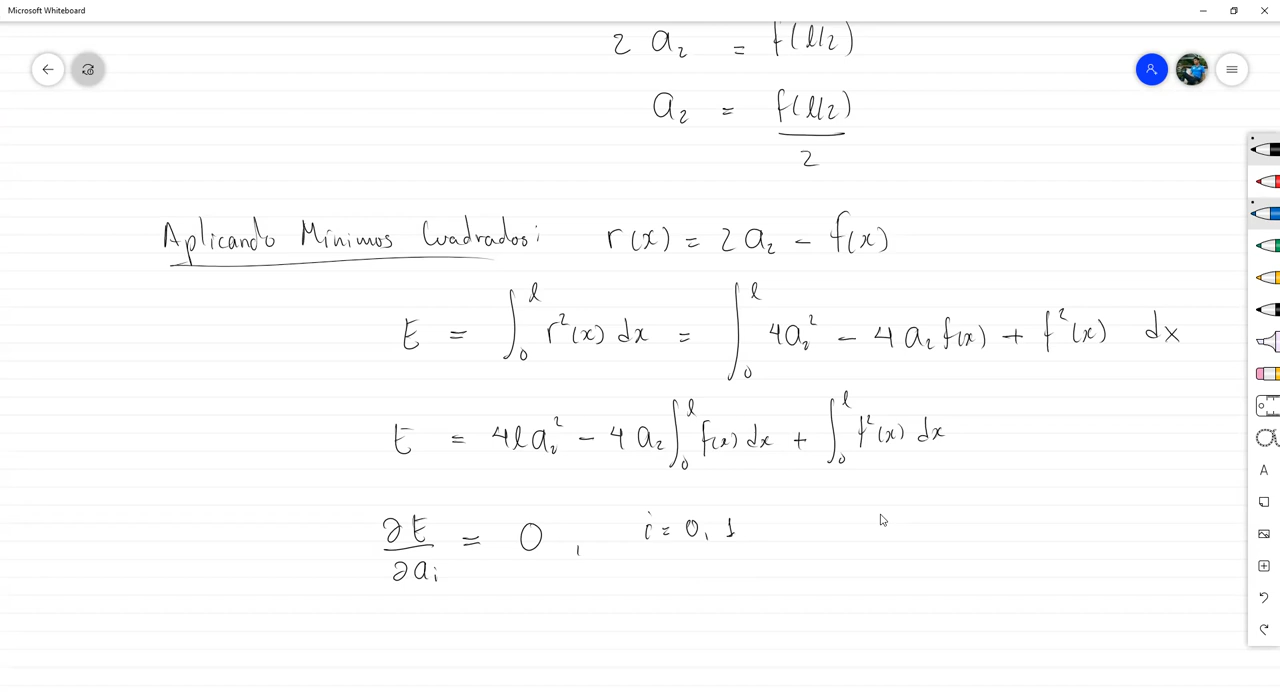 Microsoft Whiteboard
2 a₂ = f(l/2)
a₂ = f(l/2)
2
Aplicando Mínimos Cuadrados: r(x) = 2a₂ - f(x)
E = ∫₀ˡ r²(x) dx = ∫₀ˡ 4a₂² - 4a₂f(x) + f²(x) dx
E = 4la₂² - 4a₂∫₀ˡ f(x)dx + ∫₀ˡ f²(x) dx
∂E = 0, i = 0, 1
∂aᵢ
A